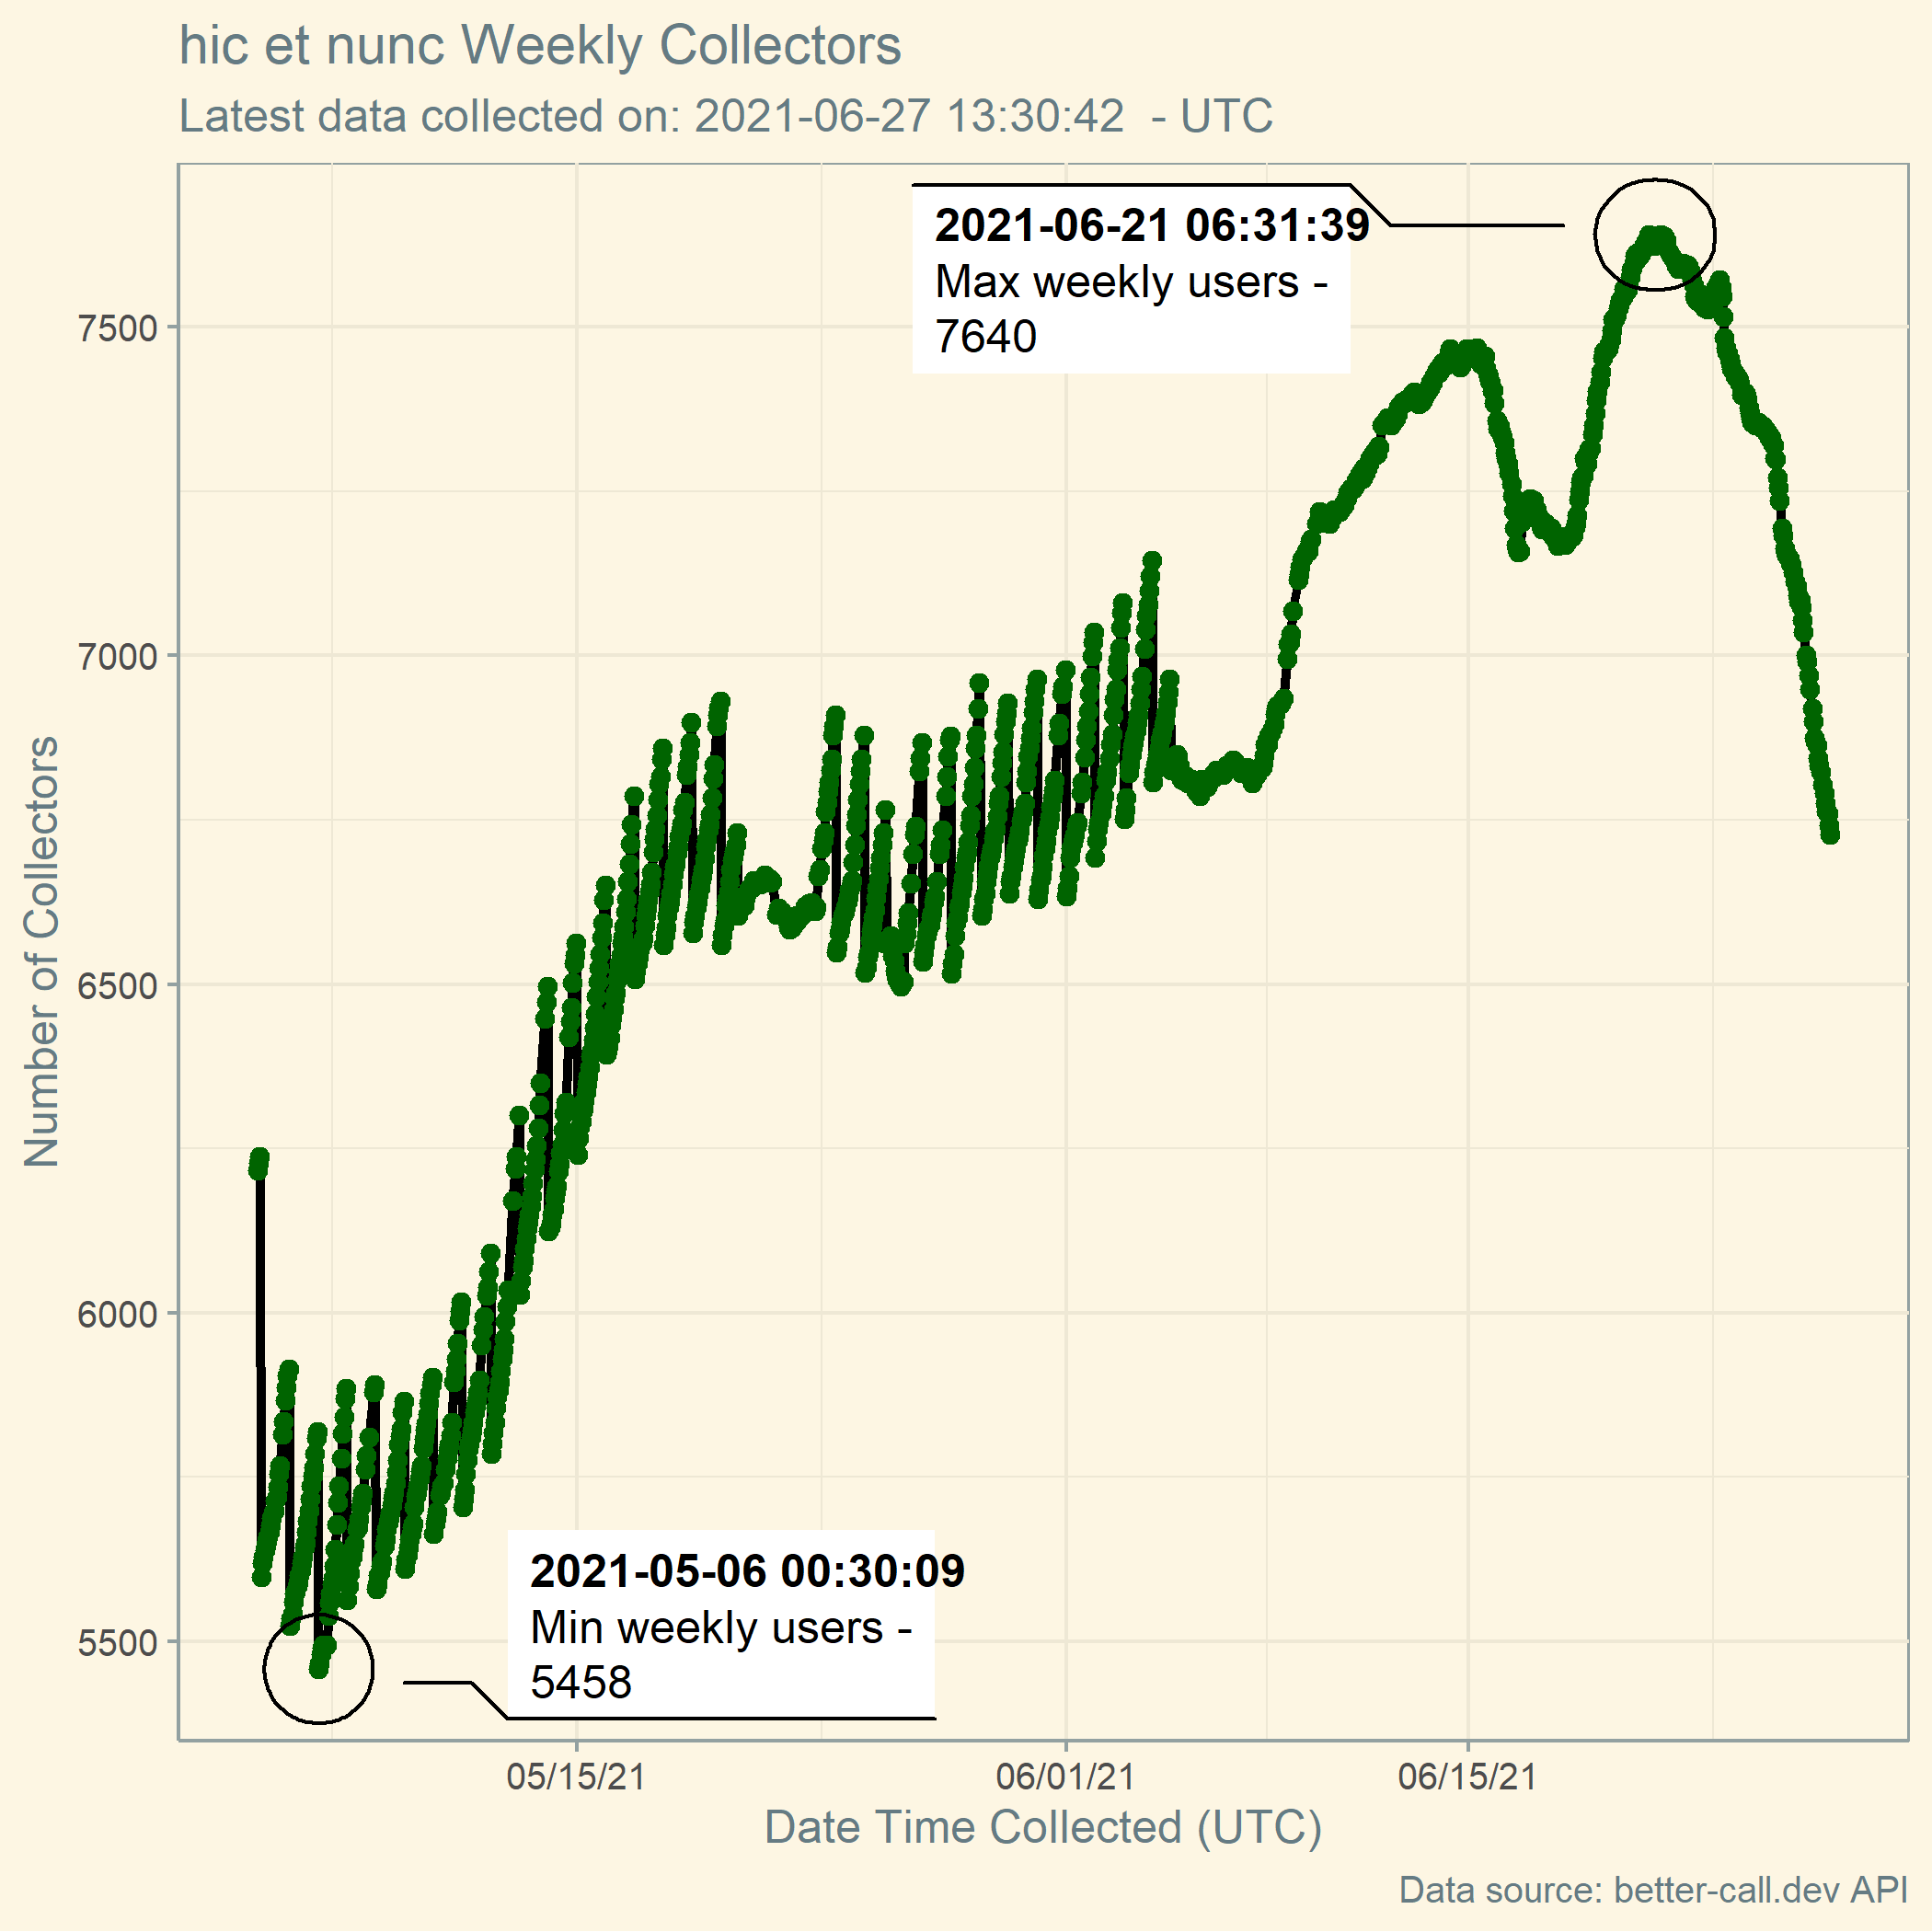 hic et nunc Weekly Collectors
Latest data collected on: 2021-06-27 13:30:42  - UTC
2021-06-21 06:31:39
Max weekly users -
7640
7500
7000
6500
6000
5500
Number of Collectors
2021-05-06 00:30:09
Min weekly users -
5458
05/15/21
06/01/21
06/15/21
Date Time Collected (UTC)
Data source: better-call.dev API